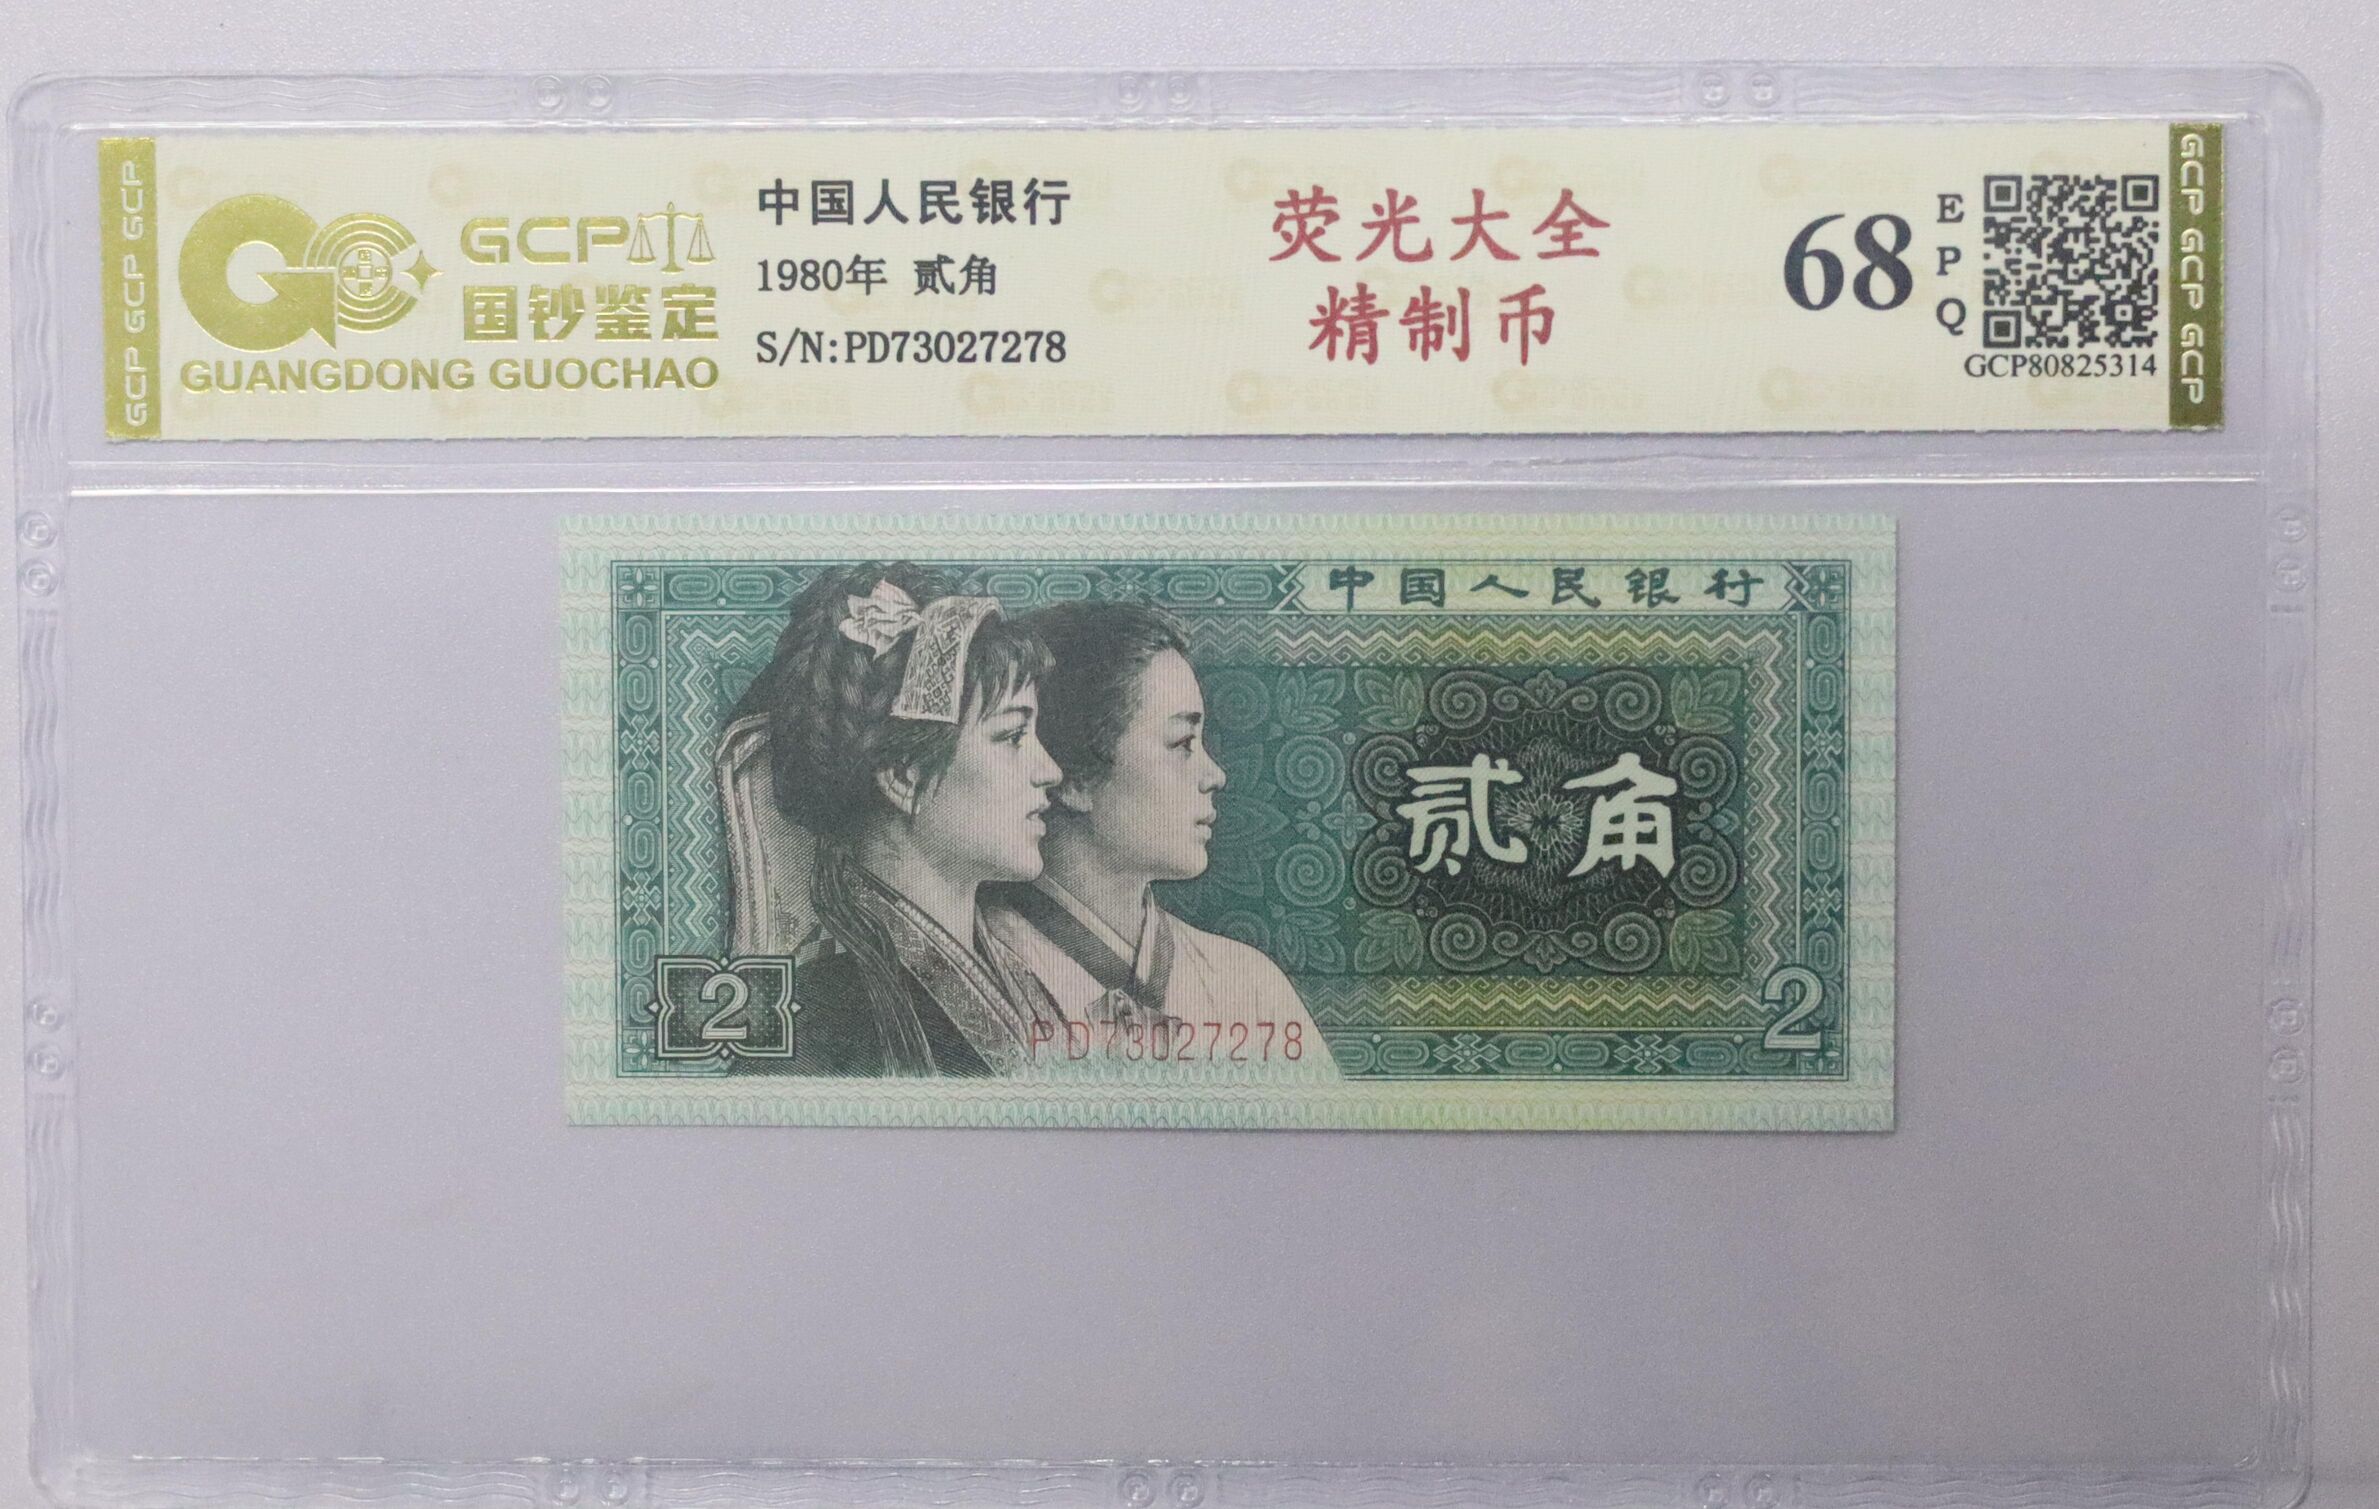 GCP GCP GCP
GCP
国钞鉴定
GUANGDONG GUOCHAO
中国人民银行
1980年 贰角
S/N:PD73027278
荧光大全
精制币
68
EPQ
GCP80825314
GCP GCP GCP
中国人民银行
贰角
2
PD73027278
2